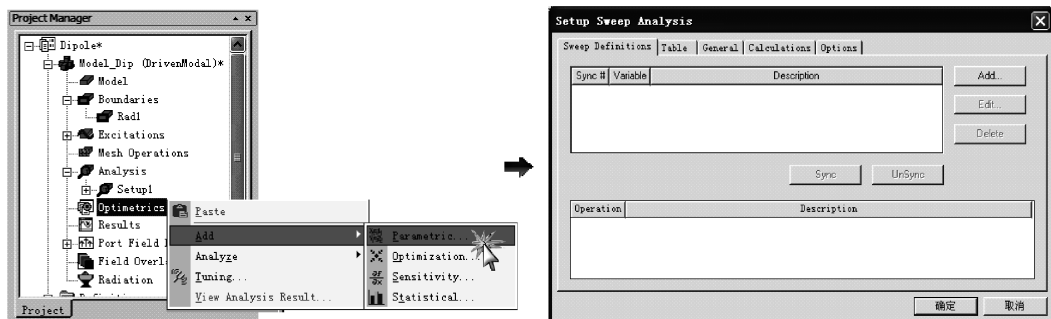 Project Manager
Dipole*
Model_Dip (DrivenModal)*
Model
Boundaries
Rad1
Excitations
Mesh Operations
Analysis
Setup1
Optimetrics
Results
Port Field
Field Overl
Radiation
Project
Paste
Add
Analyze
Tuning...
View Analysis Result...
Parametric...
Optimization...
Sensitivity...
Statistical...
Setup Sweep Analysis
Sweep Definitions Table General Calculations Options
Sync # Variable Description
Add...
Edit...
Delete
Sync UnSync
Operation Description
确定 取消